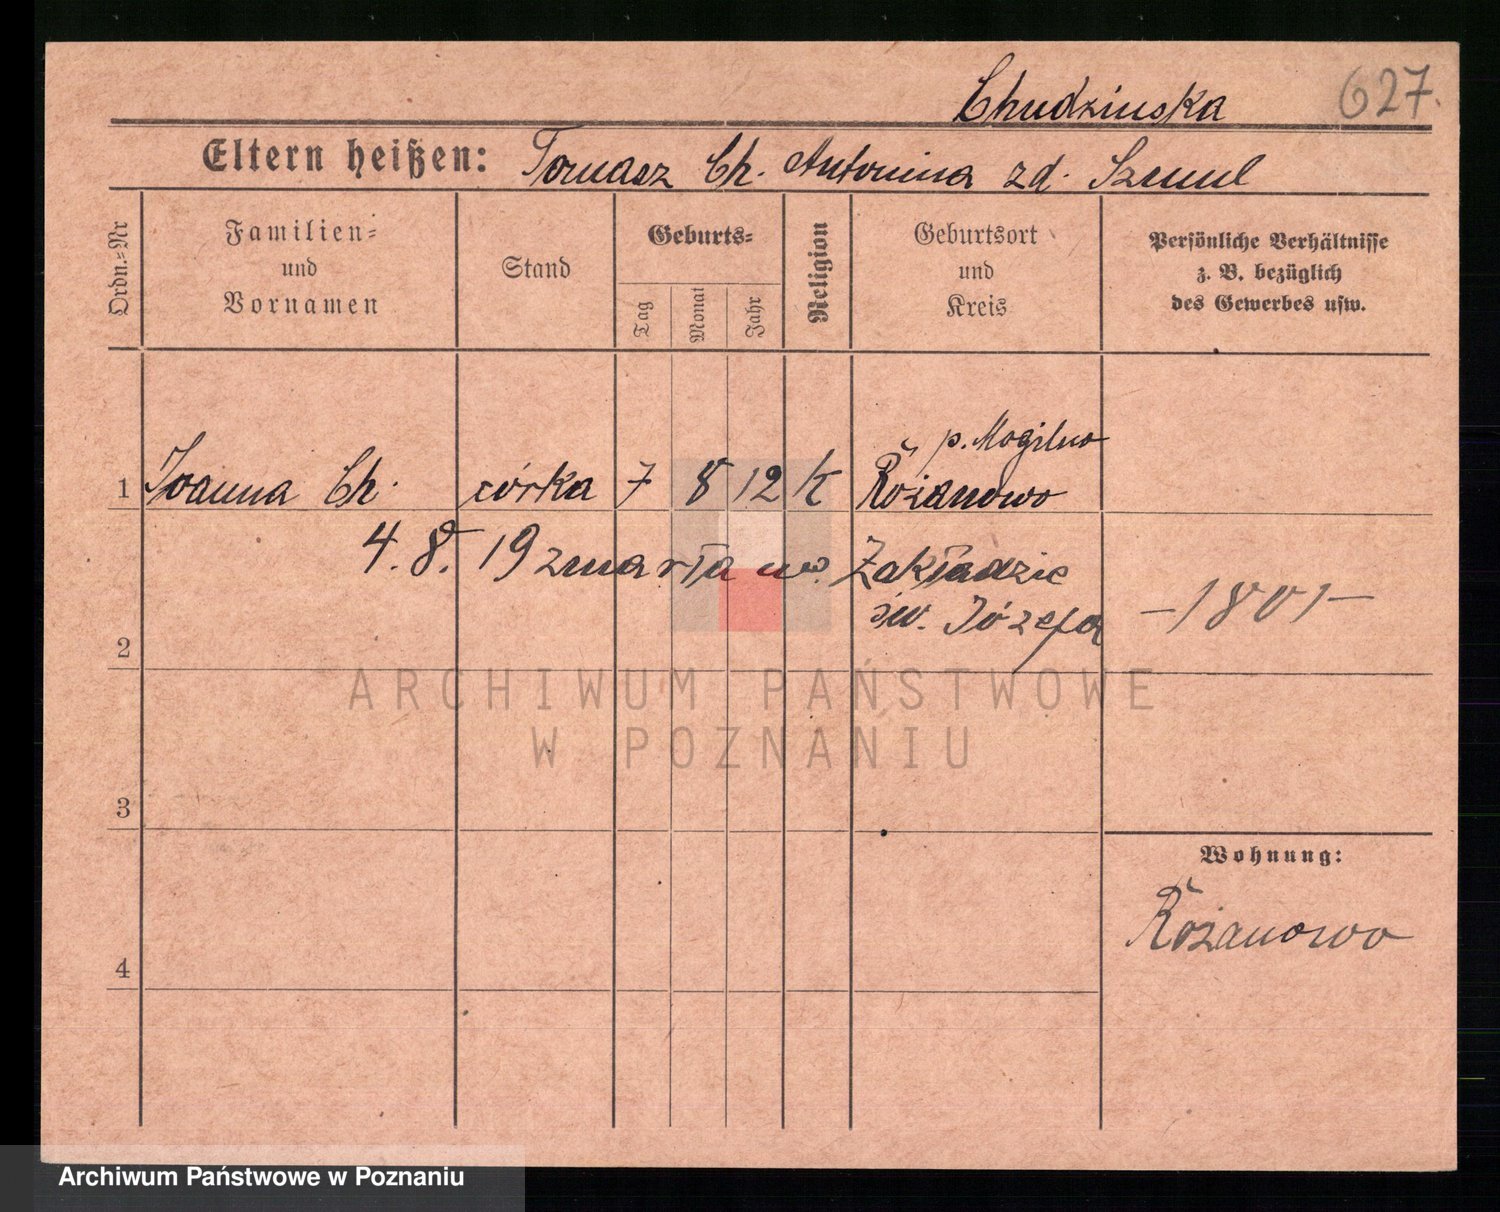 Chudzinska 627.
Eltern heißen: Tomasz Ch. Antonina zd. Szmul
Ordn.-Nr
Familien- und Vornamen
Stand
Geburts-
Tag
Monat
Jahr
Religion
Geburtsort und Kreis
Persönliche Verhältnisse
z. B. bezüglich
des Gewerbes usw.
p. Mogilno
1 Joanna Ch. córka 7 8 12 k Różanowo
4. 8. 19 zmarła w. Zakładzie
św. Józefa
-1801-
2
ARCHIWUM PAŃSTWOWE
W POZNANIU
3
Wohnung:
Różanowo
4
Archiwum Państwowe w Poznaniu